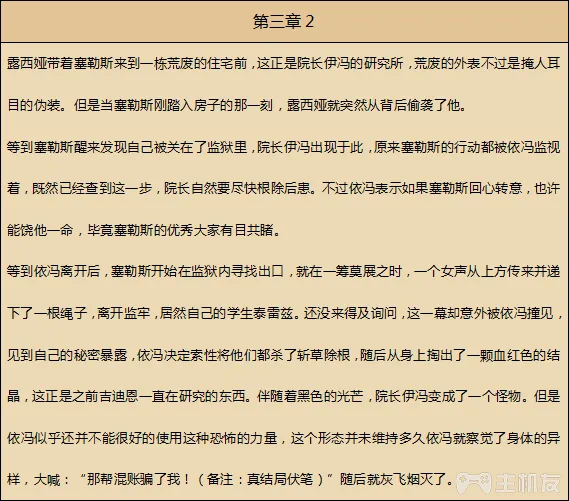 第三章 2
露西娅带着塞勒斯来到一栋荒废的住宅前，这正是院长伊冯的研究所，荒废的外表不过是掩人耳
目的伪装。但是当塞勒斯刚踏入房子的那一刻，露西娅就突然从背后偷袭了他。
等到塞勒斯醒来发现自己被关在了监狱里，院长伊冯出现于此，原来塞勒斯的行动都被依冯监视
着，既然已经查到这一步，院长自然要尽快根除后患。不过依冯表示如果塞勒斯回心转意，也许
能饶他一命，毕竟塞勒斯的优秀大家有目共睹。
等到依冯离开后，塞勒斯开始在监狱内寻找出口，就在一筹莫展之时，一个女声从上方传来并递
下了一根绳子，离开监牢，居然自己的学生泰雷兹。还没来得及询问，这一幕却意外被依冯撞见，
见到自己的秘密暴露，依冯决定索性将他们都杀了斩草除根，随后从身上掏出了一颗血红色的结
晶，这正是之前吉迪恩一直在研究的东西。伴随着黑色的光芒，院长伊冯变成了一个怪物。但是
依冯似乎还并不能很好的使用这种恐怖的力量，这个形态并未维持多久依冯就察觉了身体的异
样，大喊：“那帮混账骗了我！（备注：真结局伏笔）”随后就灰飞烟灭了。
主机友